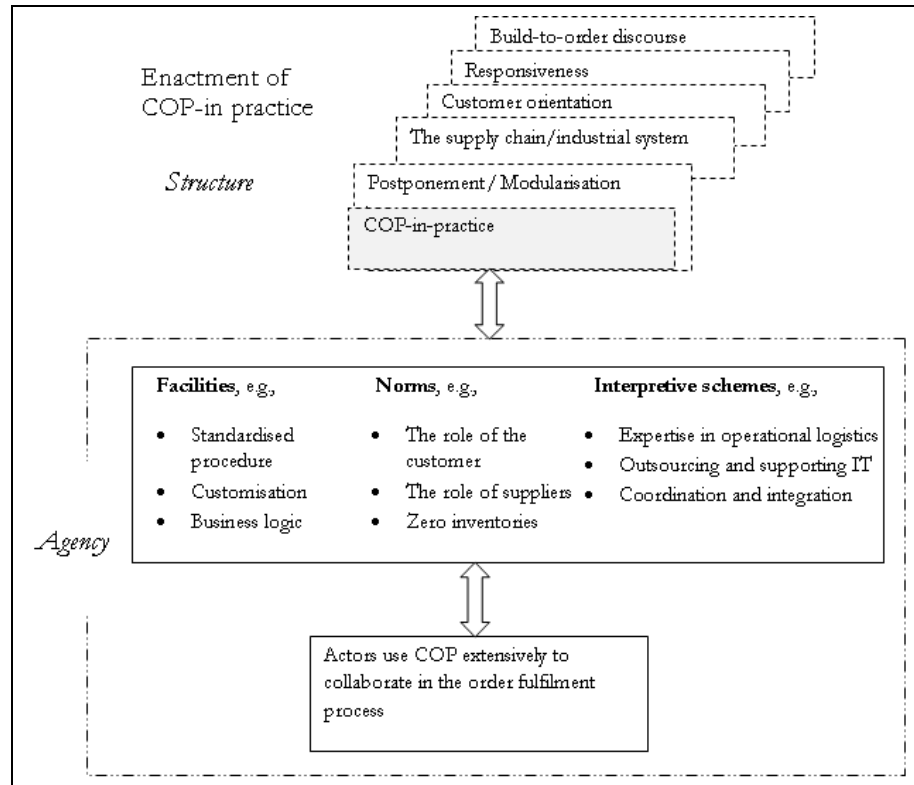 Build-to-order discourse
Responsiveness
Customer orientation
The supply chain/industrial system
Postponement / Modularisation
COP-in-practice
Enactment of
COP-in practice
Structure
Facilities, e.g.,
• Standardised
procedure
• Customisation
• Business logic
Norms, e.g.,
• The role of the
customer
• The role of suppliers
• Zero inventories
Interpretive schemes, e.g.,
• Expertise in operational logistics
• Outsourcing and supporting IT
• Coordination and integration
Agency
Actors use COP extensively to
collaborate in the order fulfilment
process